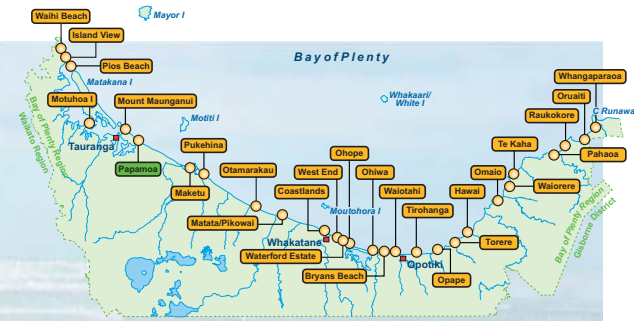 Mayor I
Waihi Beach
Island View
Pios Beach
Bay of Plenty
Matakana I
Whakaari/
White I
Whangaparaoa
Oruaiti
C Runawa
Raukokore
Pahaoa
Motuhoa I
Mount Maunganui
Motiti I
Tauranga
Papamoa
Pukehina
Maketu
Otamarakau
Matata/Pikowai
Coastlands
West End
Ohope
Ohiwa
Waiotahi
Tirohanga
Hawai
Omaio
Te Kaha
Waiorere
Torere
Opape
Opotiki
Moutohora I
Whakatane
Waterford Estate
Bryans Beach
Bay of Plenty Region
Waikato Region
Bay of Plenty Region
Gisborne District